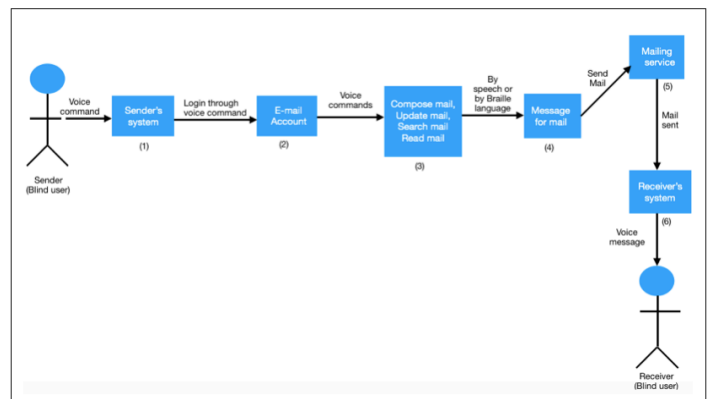 Voice
command
Sender's
system
(1)
Login through
voice command
E-mail
Account
(2)
Voice
commands
Compose mail,
Update mail,
Search mail
Read mail
(3)
By
speech or
by Braille
language
Message
for mail
(4)
Send
Mail
Mailing
service
(5)
Mail
sent
Receiver's
system
(6)
Voice
message
Sender
(Blind user)
Receiver
(Blind user)